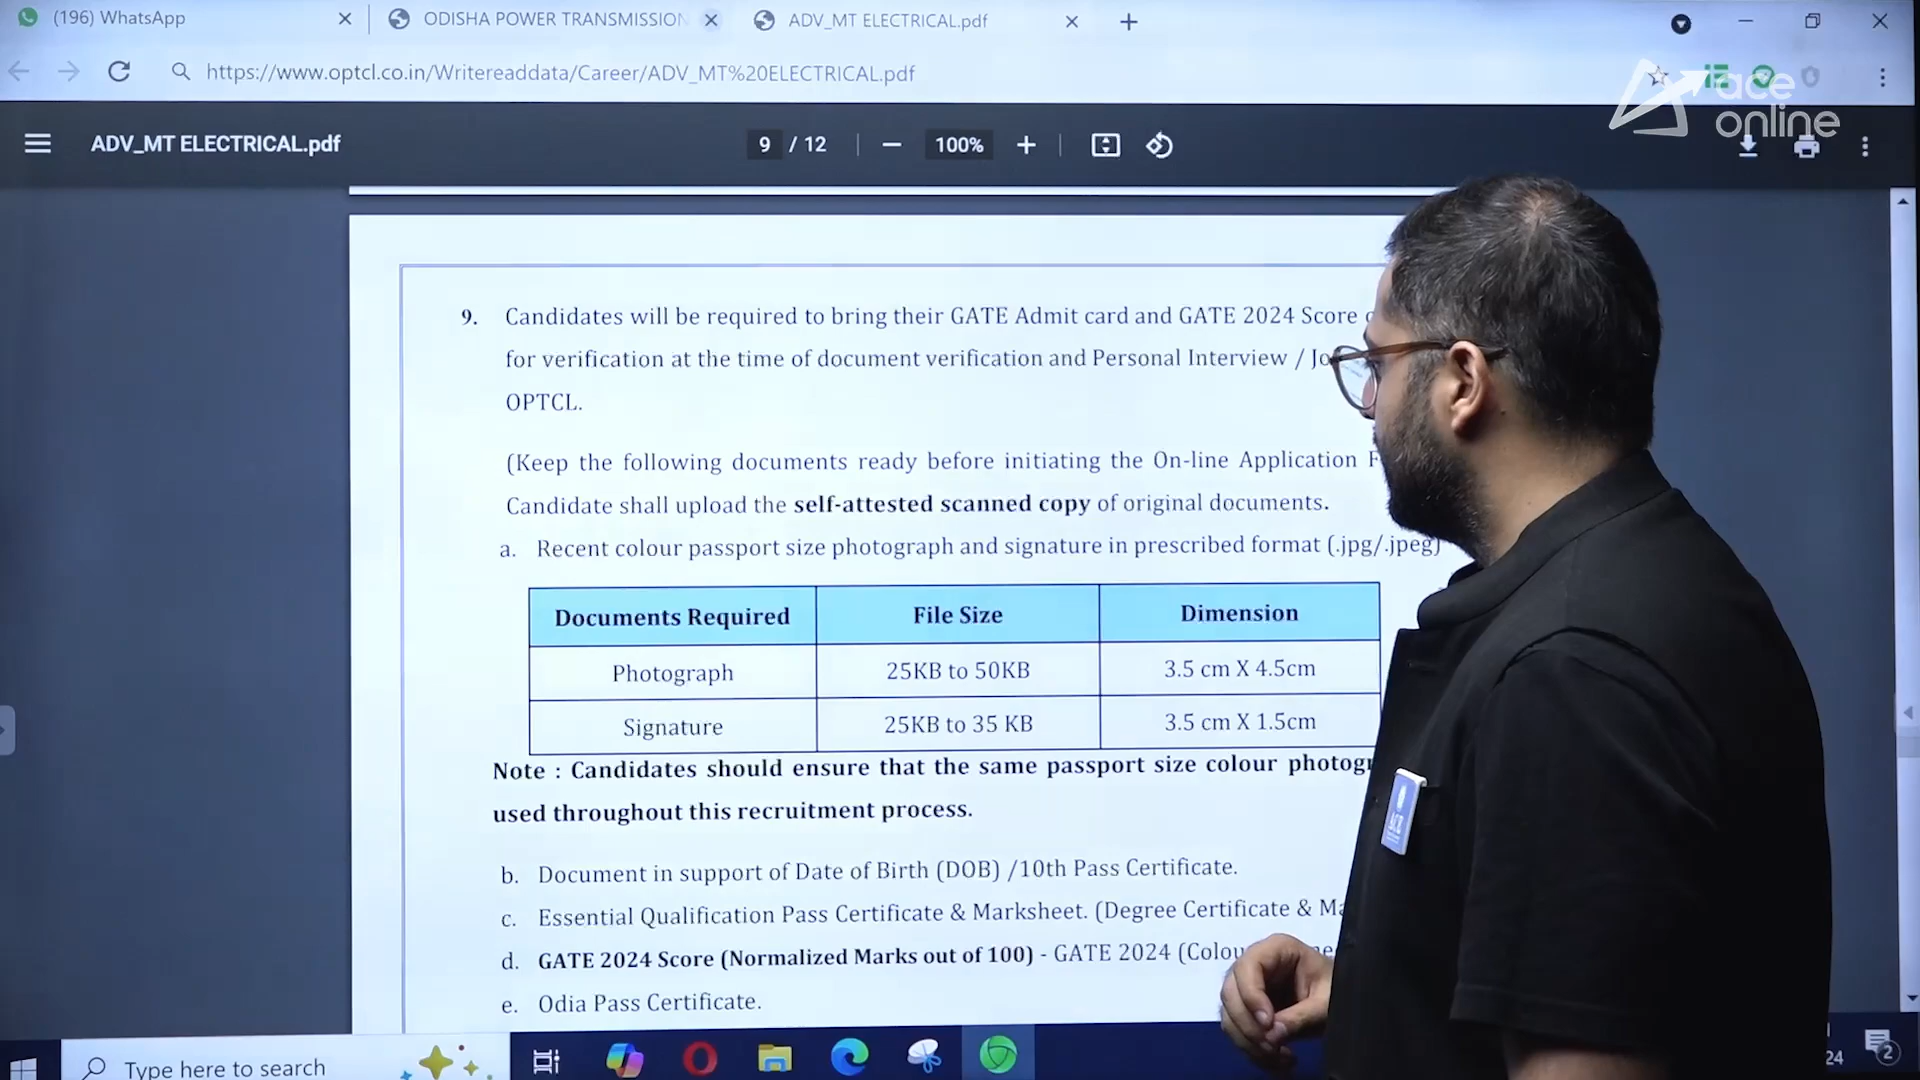 (196) WhatsApp
ODISHA POWER TRANSMISSION
ADV_MT ELECTRICAL.pdf
https://www.optcl.co.in/Writereaddata/Career/ADV_MT%20ELECTRICAL.pdf
ace
online
ADV_MT ELECTRICAL.pdf
9 / 12
100%
9. Candidates will be required to bring their GATE Admit card and GATE 2024 Score
for verification at the time of document verification and Personal Interview /
OPTCL.
(Keep the following documents ready before initiating the On-line Application
Candidate shall upload the self-attested scanned copy of original documents.
a. Recent colour passport size photograph and signature in prescribed format (.jpg/.jpeg)
Documents Required File Size Dimension
Photograph 25KB to 50KB 3.5 cm X 4.5cm
Signature 25KB to 35 KB 3.5 cm X 1.5cm
Note : Candidates should ensure that the same passport size colour
used throughout this recruitment process.
b. Document in support of Date of Birth (DOB) /10th Pass Certificate.
c. Essential Qualification Pass Certificate & Marksheet. (Degree Certificate &
d. GATE 2024 Score (Normalized Marks out of 100) - GATE 2024
e. Odia Pass Certificate.
Type here to search
24
2